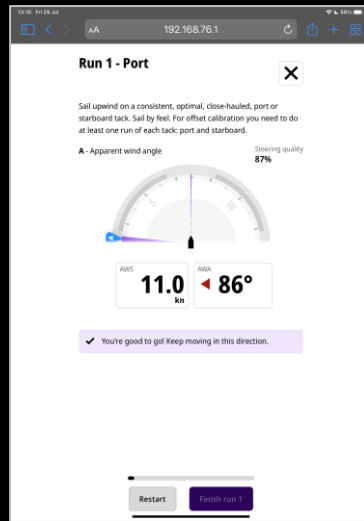 13:18 Fri 29 Jul
88%
AA 192.168.76.1
Run 1 - Port
Sail upwind on a consistent, optimal, close-hauled, port or
starboard tack. Sail by feel. For offset calibration you need to do
at least one run of each tack: port and starboard.
A - Apparent wind angle
Steering quality
87%
S W
A
AWS
11.0
kn
AWA
86°
You're good to go! Keep moving in this direction.
Restart
Finish run 1